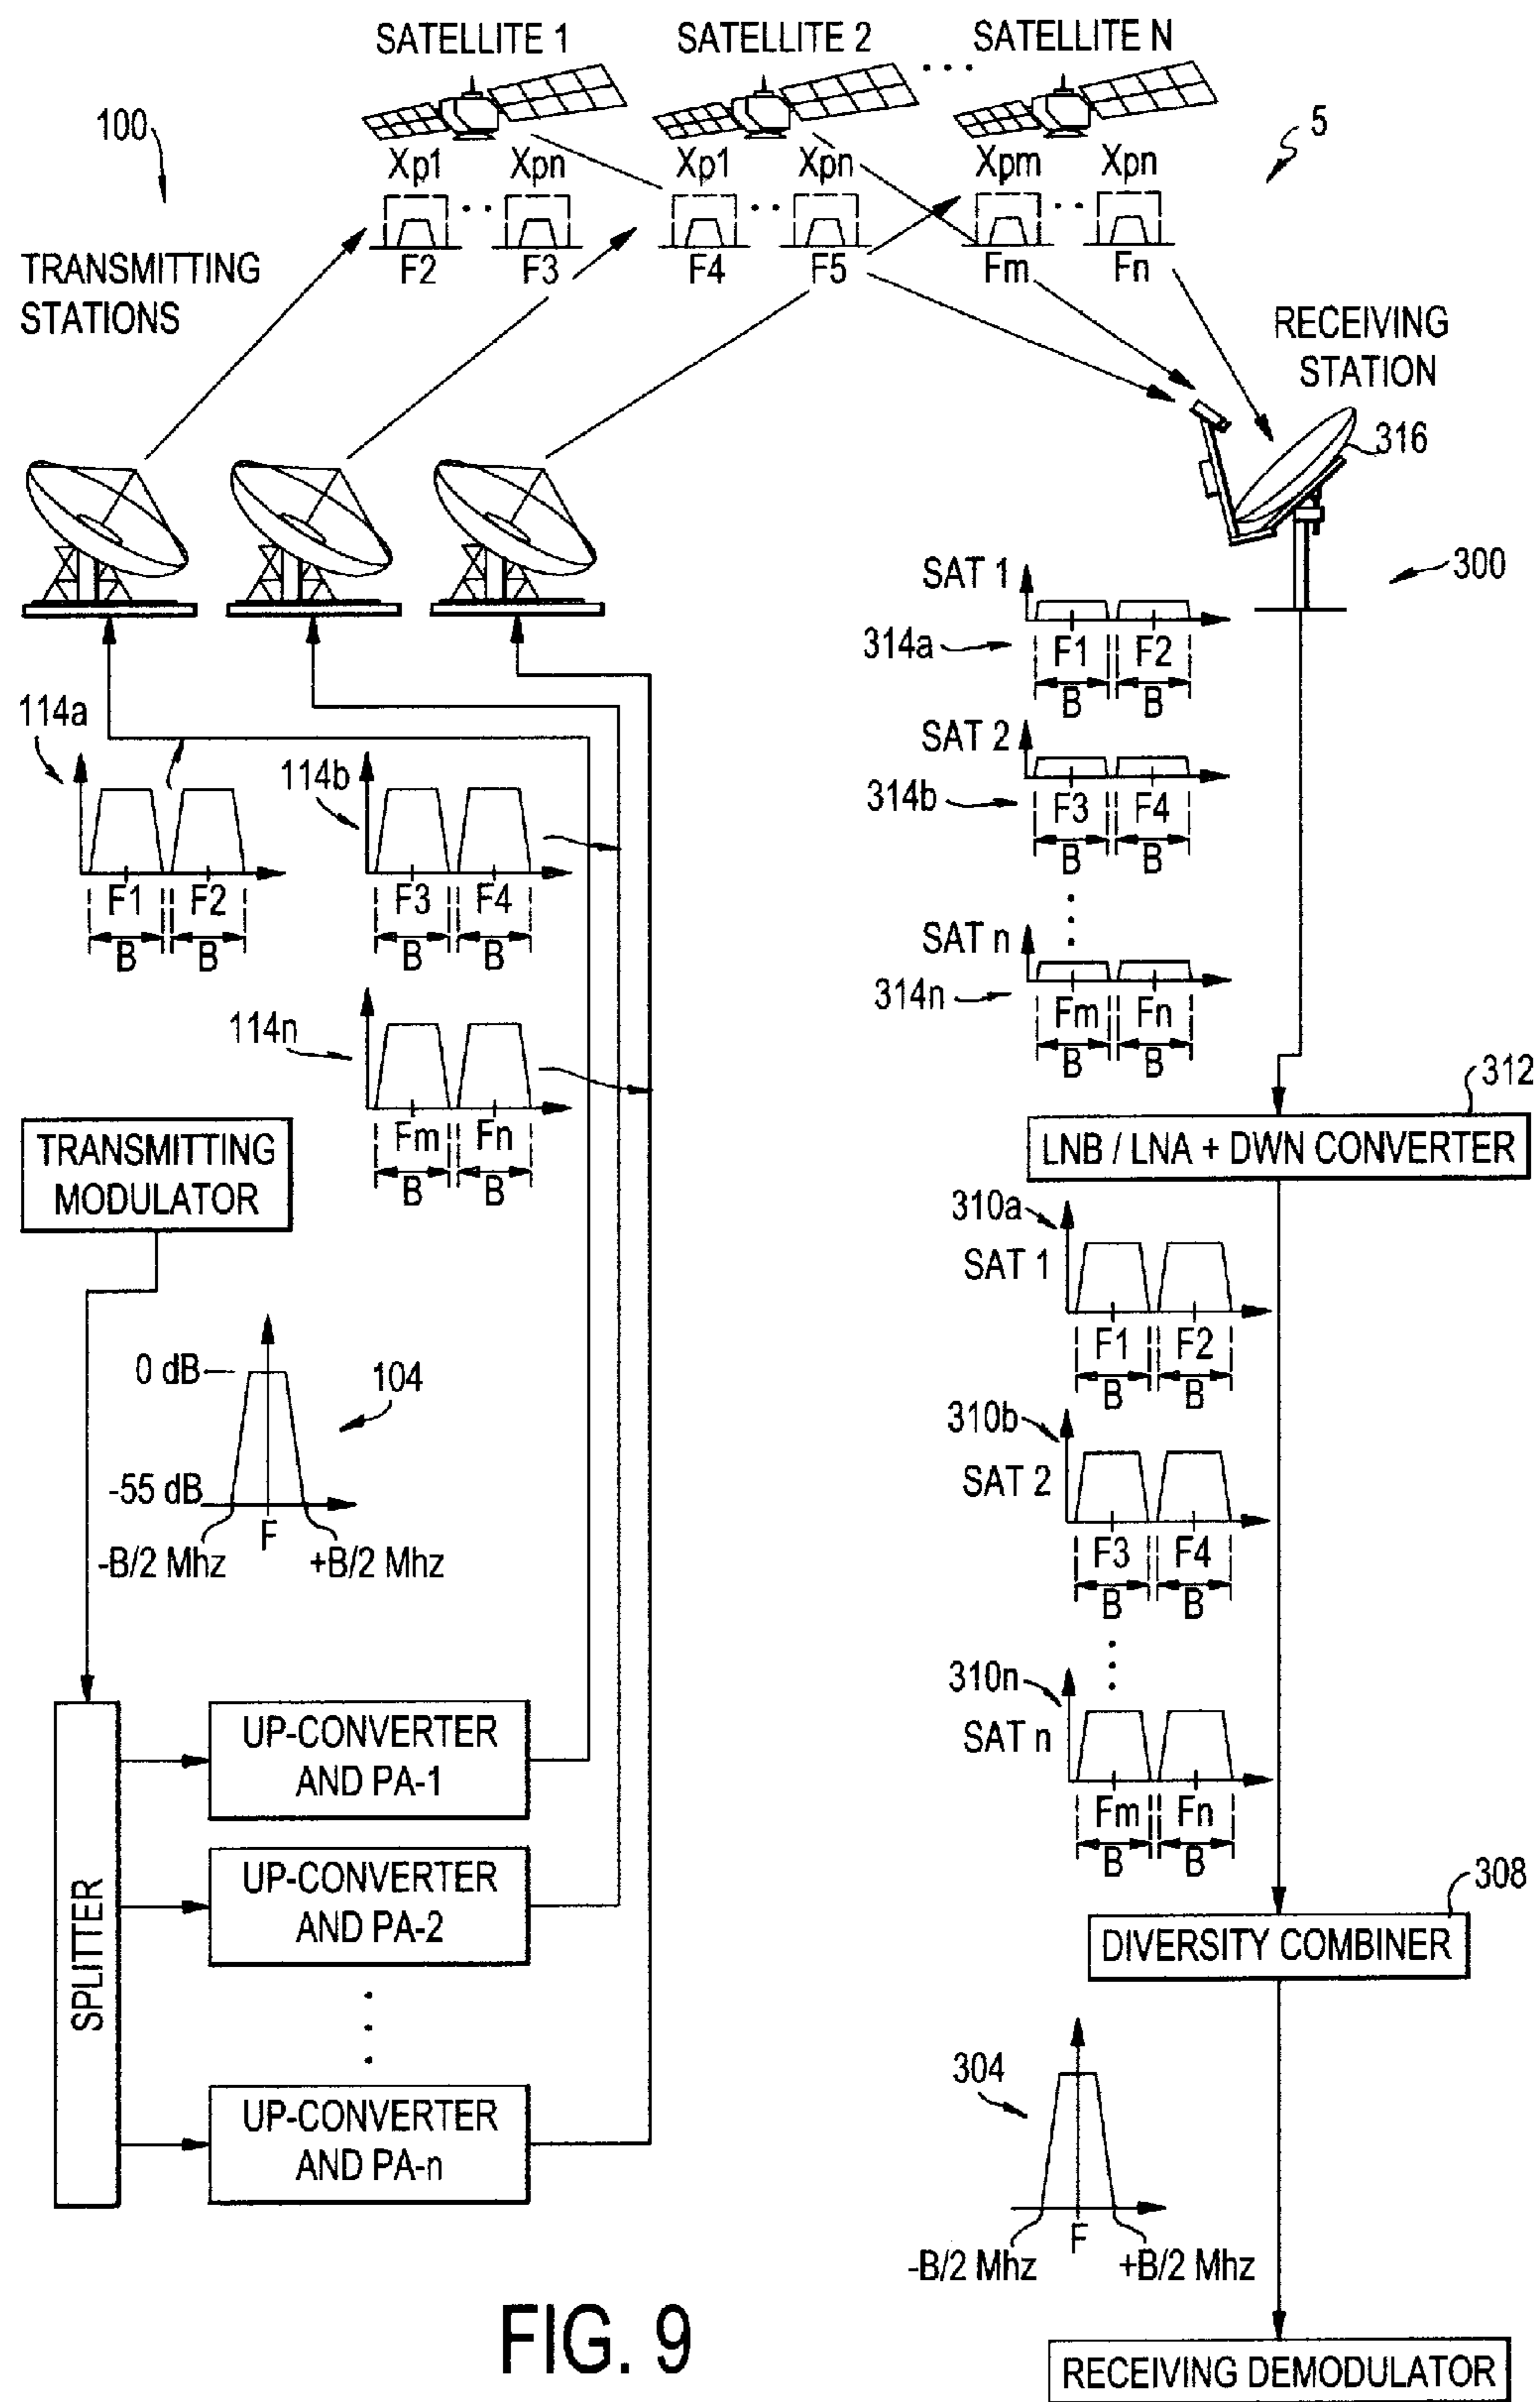 SATELLITE 1 SATELLITE 2 SATELLITE N
. . .
100
5
Xp1 Xpn Xp1 Xpn Xpm Xpn
F2 F3 F4 F5 Fm Fn
TRANSMITTING
STATIONS
RECEIVING
STATION
316
300
SAT 1
314a
F1 F2
B B
SAT 2
314b
F3 F4
B B
SAT n
314n
Fm Fn
B B
114a
F1 F2
B B
114b
F3 F4
B B
114n
Fm Fn
B B
312
LNB / LNA + DWN CONVERTER
TRANSMITTING
MODULATOR
310a
SAT 1
F1 F2
B B
0 dB
104
-55 dB
F
-B/2 Mhz +B/2 Mhz
310b
SAT 2
F3 F4
B B
310n
SAT n
Fm Fn
B B
SPLITTER
UP-CONVERTER
AND PA-1
UP-CONVERTER
AND PA-2
UP-CONVERTER
AND PA-n
308
DIVERSITY COMBINER
304
F
-B/2 Mhz +B/2 Mhz
FIG. 9
RECEIVING DEMODULATOR